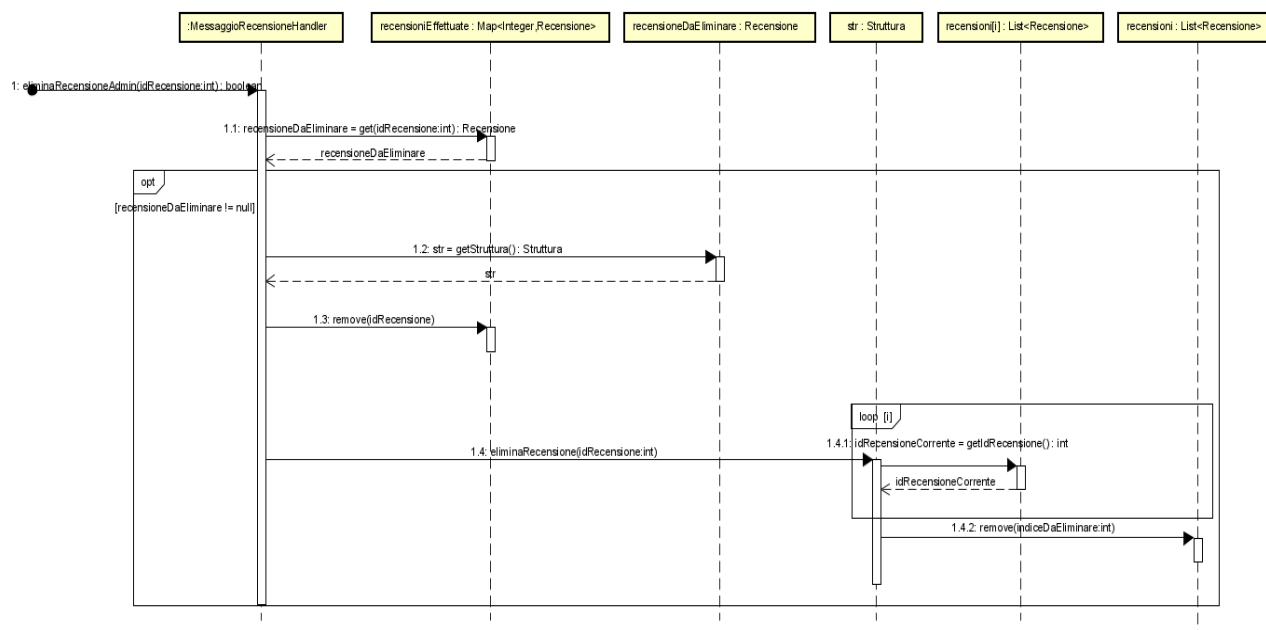 :MessaggioRecensioneHandler
recensioniEffettuate : Map<Integer,Recensione>
recensioneDaEliminare : Recensione
str : Struttura
recensioni[i] : List<Recensione>
recensioni : List<Recensione>
1: eliminaRecensioneAdmin(idRecensione:int) : boolean
1.1: recensioneDaEliminare = get(idRecensione:int) : Recensione
recensioneDaEliminare
opt
[recensioneDaEliminare != null]
1.2: str = getStruttura() : Struttura
str
1.3: remove(idRecensione)
loop [i]
1.4.1: idRecensioneCorrente = getIdRecensione() : int
1.4: eliminaRecensione(idRecensione:int)
idRecensioneCorrente
1.4.2: remove(indiceDaEliminare:int)